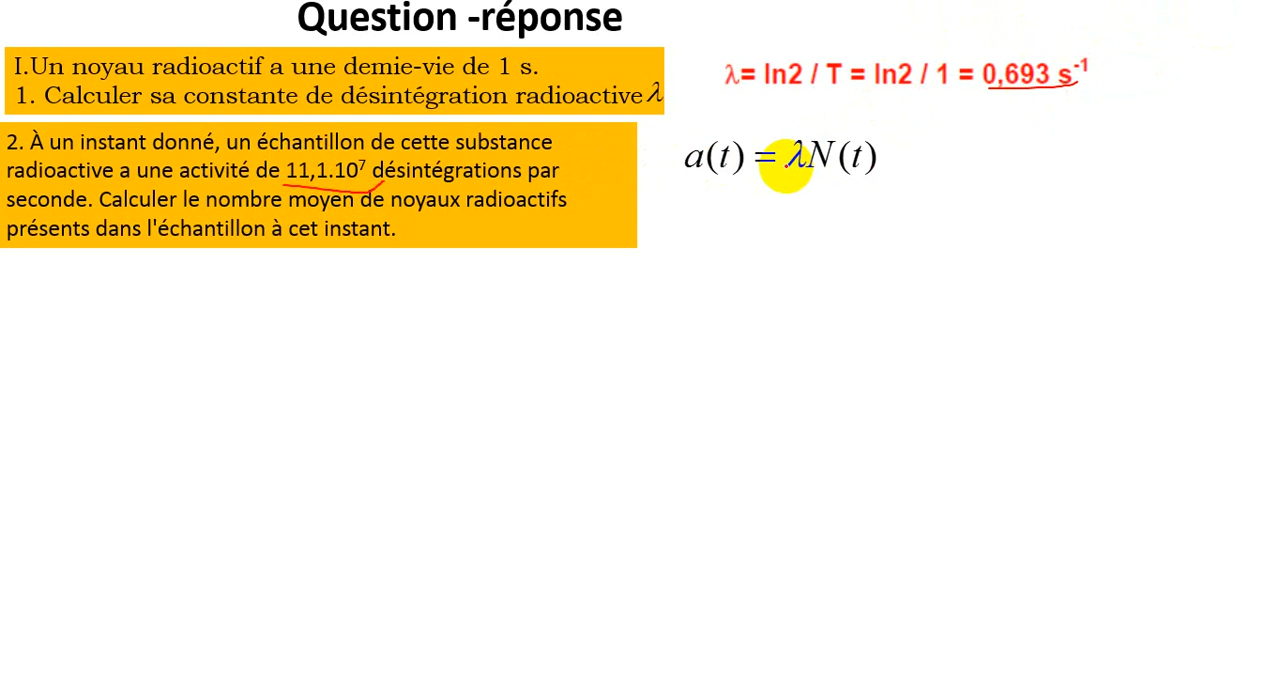 Question -réponse
I.Un noyau radioactif a une demie-vie de 1 s.
1. Calculer sa constante de désintégration radioactive λ
λ= ln2 / T = ln2 / 1 = 0,693 s⁻¹
2. À un instant donné, un échantillon de cette substance
radioactive a une activité de 11,1.10⁷ désintégrations par
seconde. Calculer le nombre moyen de noyaux radioactifs
présents dans l'échantillon à cet instant.
a(t) = λN(t)